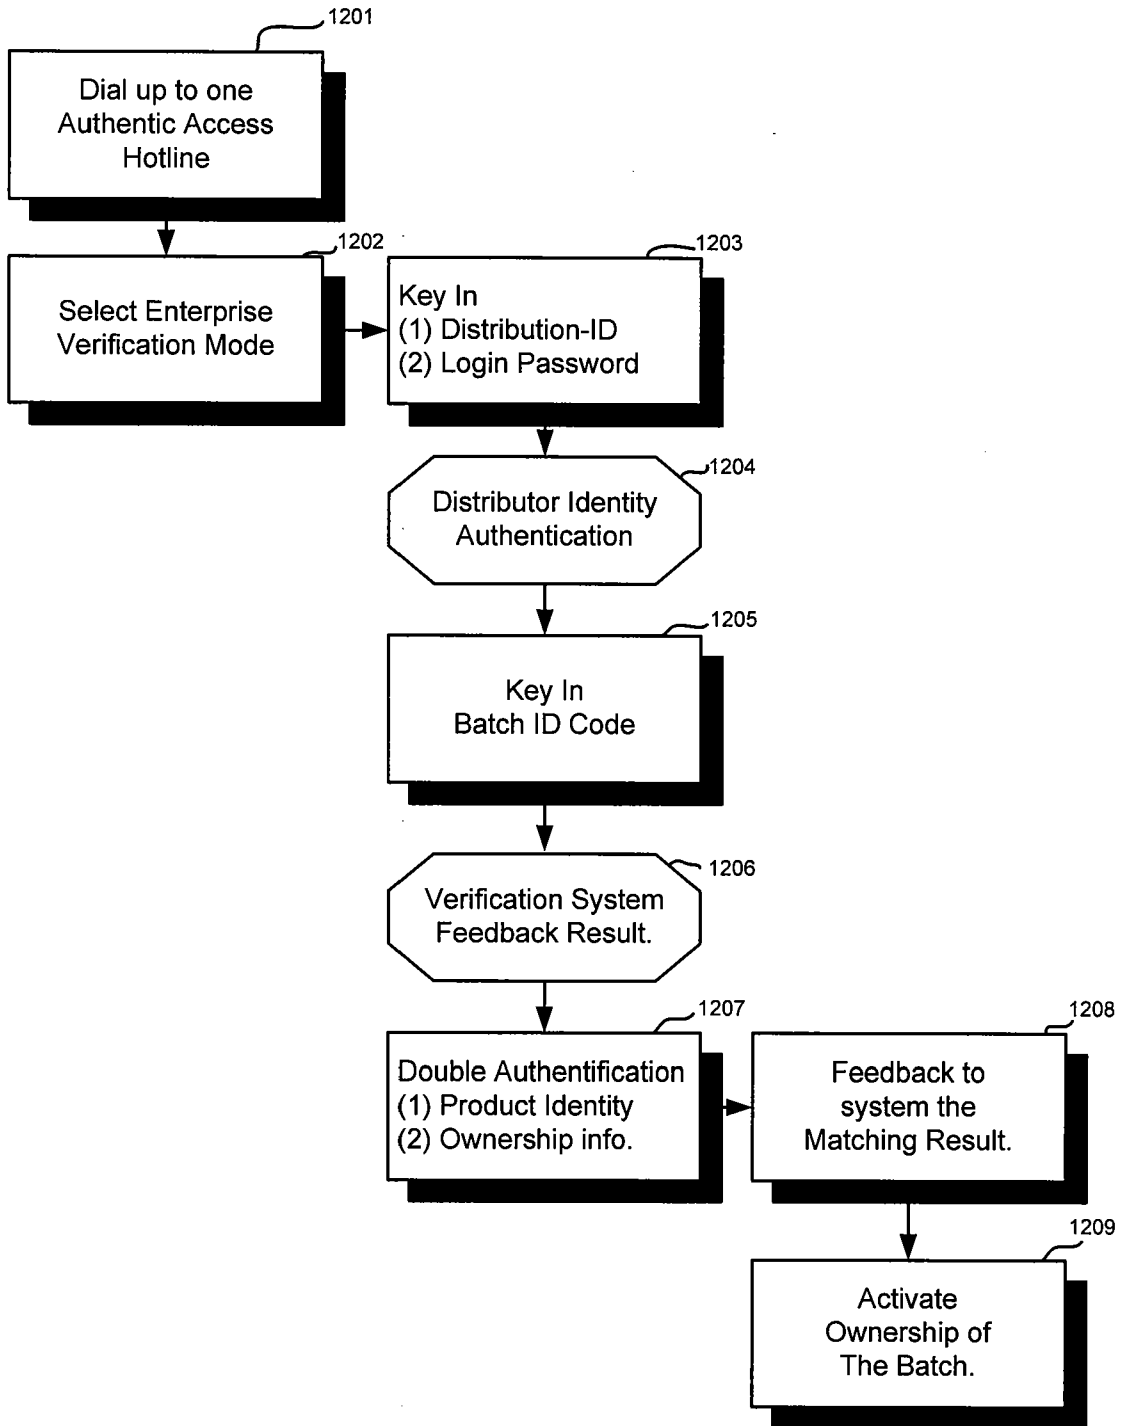 1201
Dial up to one
Authentic Access
Hotline
1202
Select Enterprise
Verification Mode
1203
Key In
(1) Distribution-ID
(2) Login Password
1204
Distributor Identity
Authentication
1205
Key In
Batch ID Code
1206
Verification System
Feedback Result.
1207
Double Authentification
(1) Product Identity
(2) Ownership info.
1208
Feedback to
system the
Matching Result.
1209
Activate
Ownership of
The Batch.